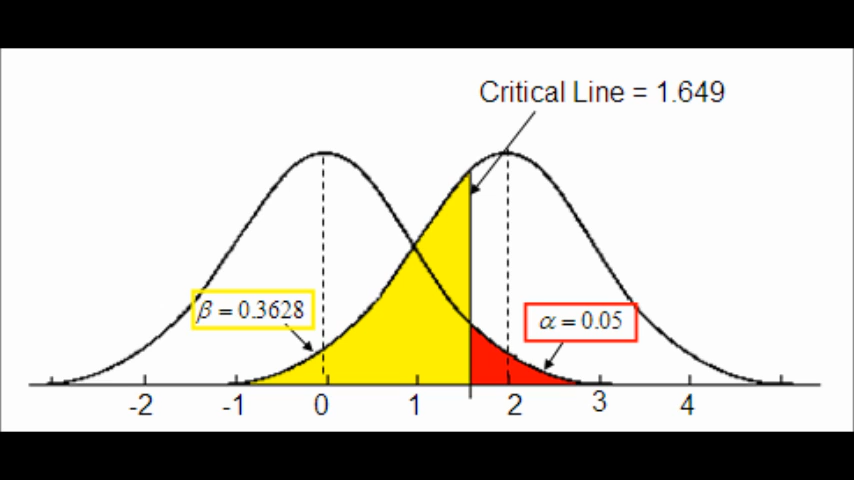 Critical Line = 1.649
β = 0.3628
α = 0.05
-2 -1 0 1 2 3 4